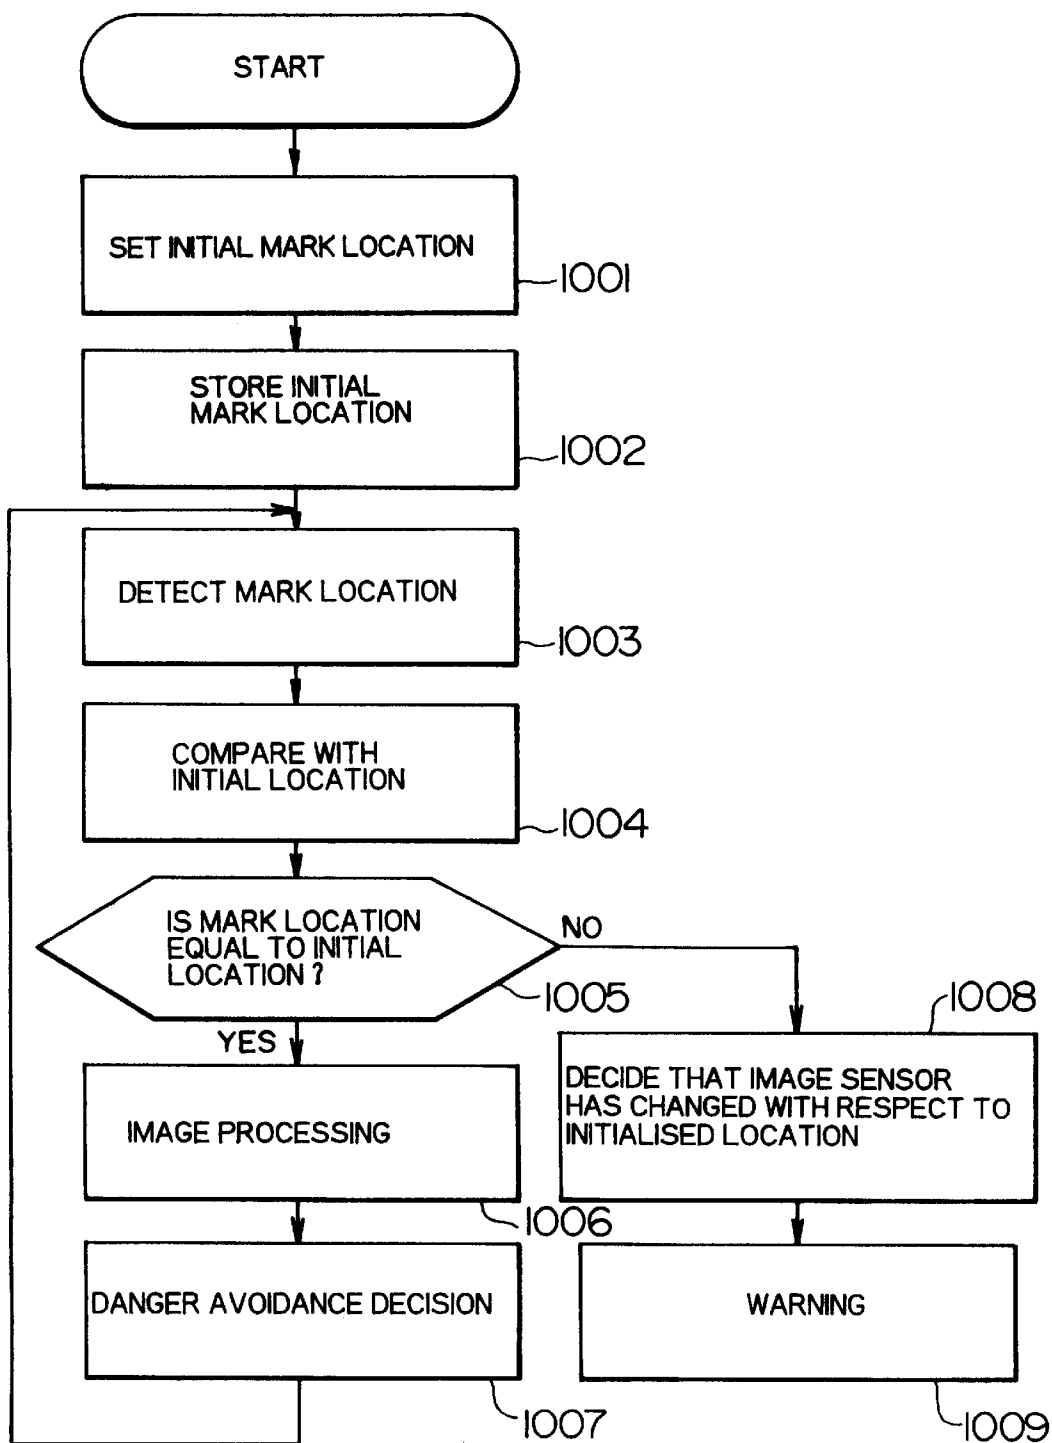 START
SET INITIAL MARK LOCATION
1001
STORE INITIAL
MARK LOCATION
1002
DETECT MARK LOCATION
1003
COMPARE WITH
INITIAL LOCATION
1004
IS MARK LOCATION
EQUAL TO INITIAL
LOCATION ?
1005
NO
YES
1008
DECIDE THAT IMAGE SENSOR
HAS CHANGED WITH RESPECT TO
INITIALISED LOCATION
IMAGE PROCESSING
1006
DANGER AVOIDANCE DECISION
1007
WARNING
1009